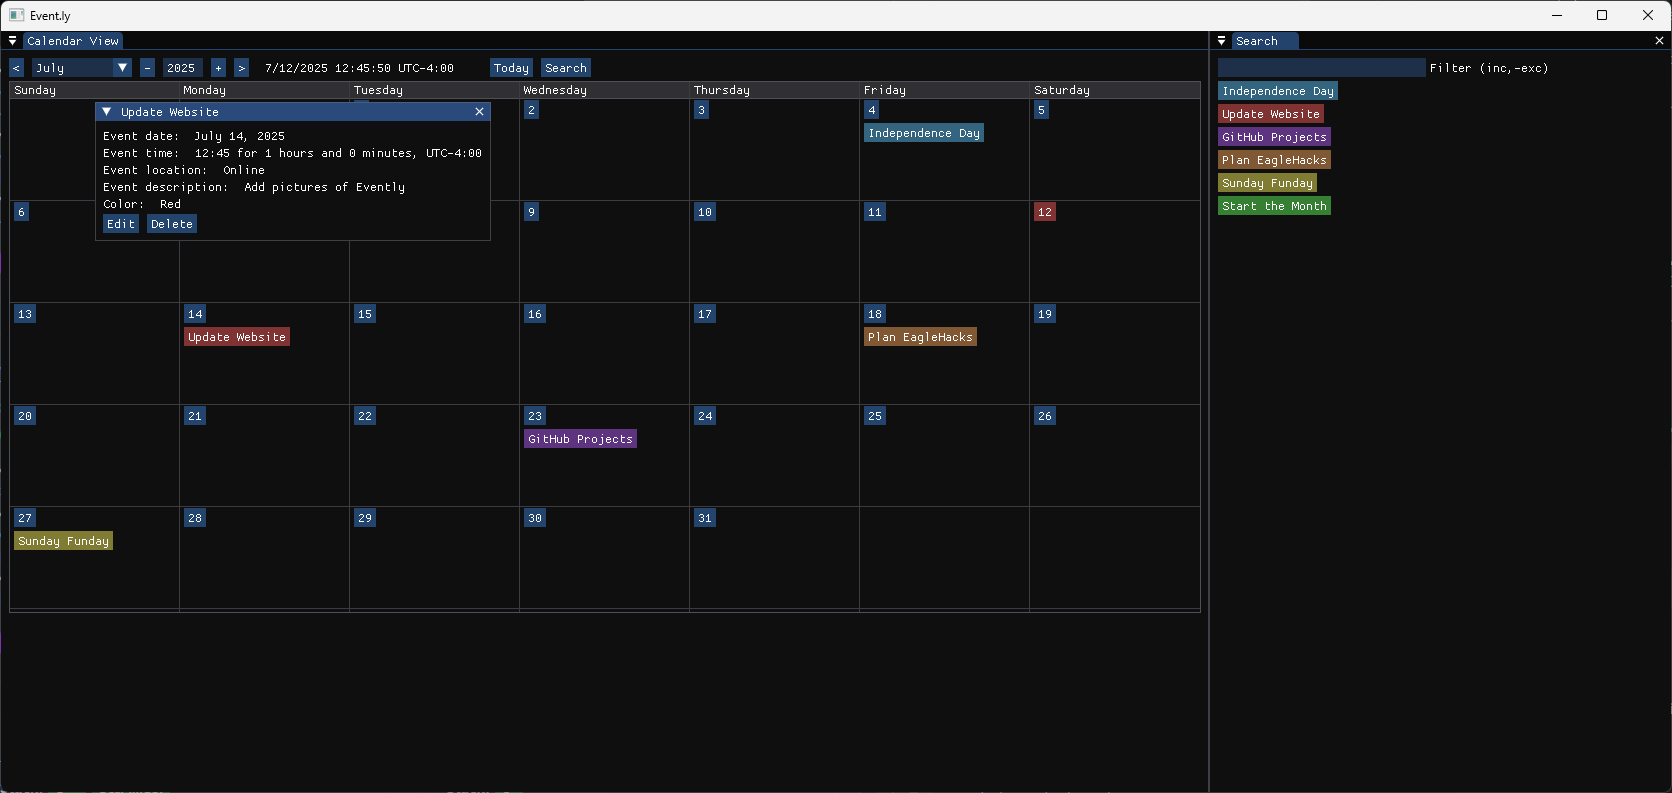 Event.ly
Calendar View
< July - 2025 + > 7/12/2025 12:45:50 UTC-4:00 Today Search
Sunday Monday Tuesday Wednesday Thursday Friday Saturday
Update Website
Event date: July 14, 2025
Event time: 12:45 for 1 hours and 0 minutes, UTC-4:00
Event location: Online
Event description: Add pictures of Evently
Color: Red
Edit Delete
2 3 4 5
Independence Day
6 9 10 11 12
13 14 15 16 17 18 19
Update Website Plan EagleHacks
20 21 22 23 24 25 26
GitHub Projects
27 28 29 30 31
Sunday Funday
Search
Filter (inc,-exc)
Independence Day
Update Website
GitHub Projects
Plan EagleHacks
Sunday Funday
Start the Month